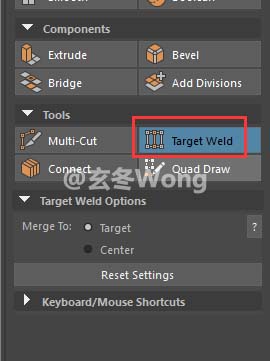 Components
Extrude Bevel
Bridge Add Divisions
Tools
Multi-Cut Target Weld
Connect Quad Draw
@玄冬Wong
Target Weld Options
Merge To: Target ?
Center
Reset Settings
Keyboard/Mouse Shortcuts